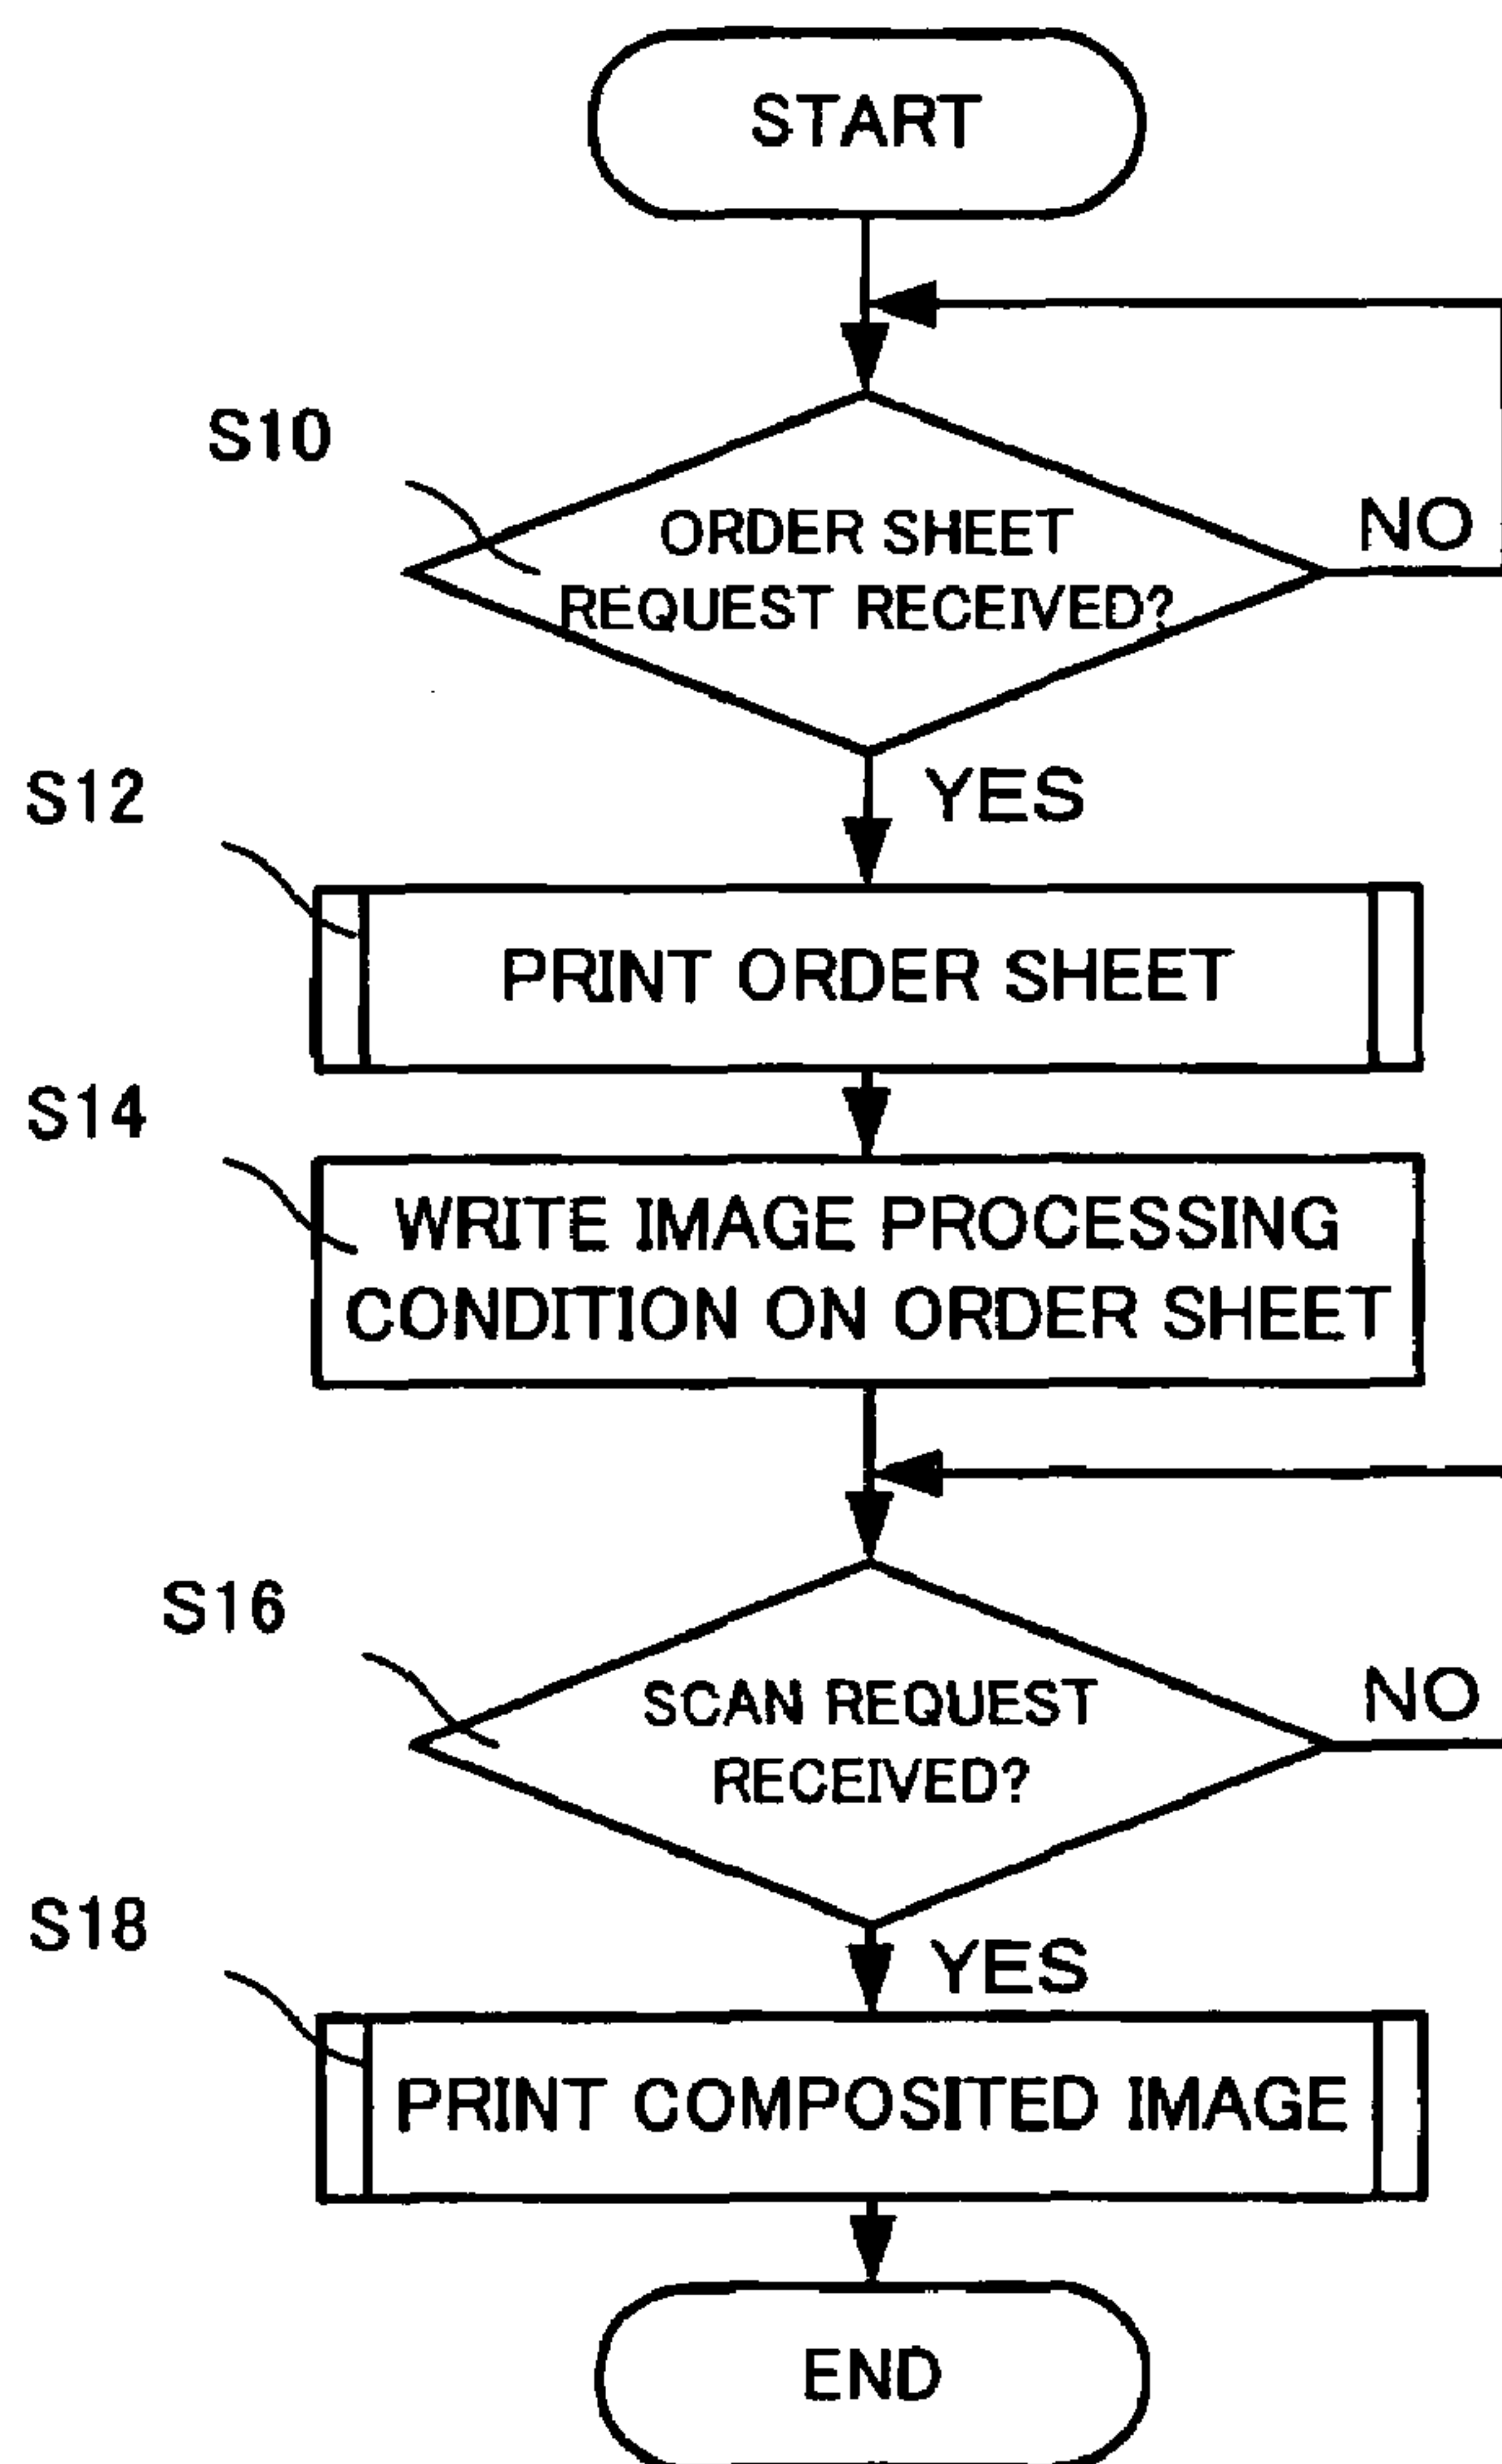 START
S10
ORDER SHEET
REQUEST RECEIVED?
NO
YES
S12
PRINT ORDER SHEET
S14
WRITE IMAGE PROCESSING
CONDITION ON ORDER SHEET
S16
SCAN REQUEST
RECEIVED?
NO
YES
S18
PRINT COMPOSITED IMAGE
END